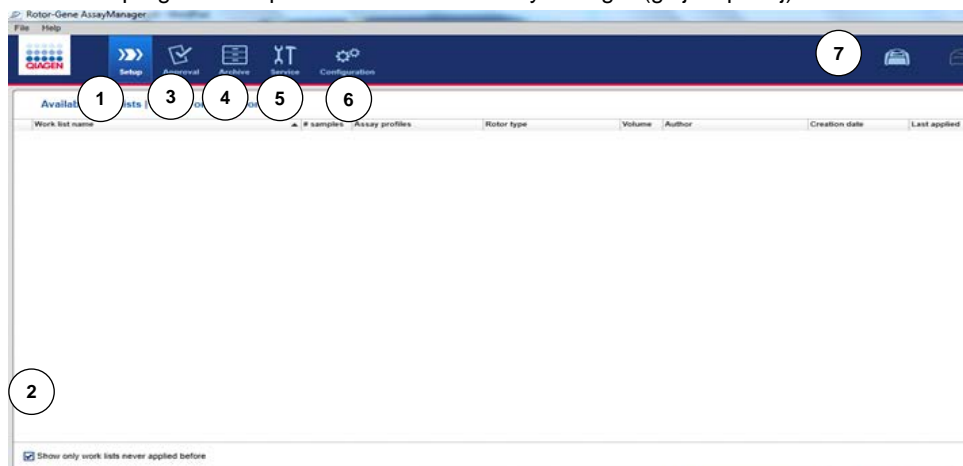 Rotor-Gene AssayManager
File Help
QIAGEN
Setup Approval Archive Service Configuration
7
1 3 4 5 6
Work list name # samples Assay profiles Rotor type Volume Author Creation date Last applied
2
Show only work lists never applied before